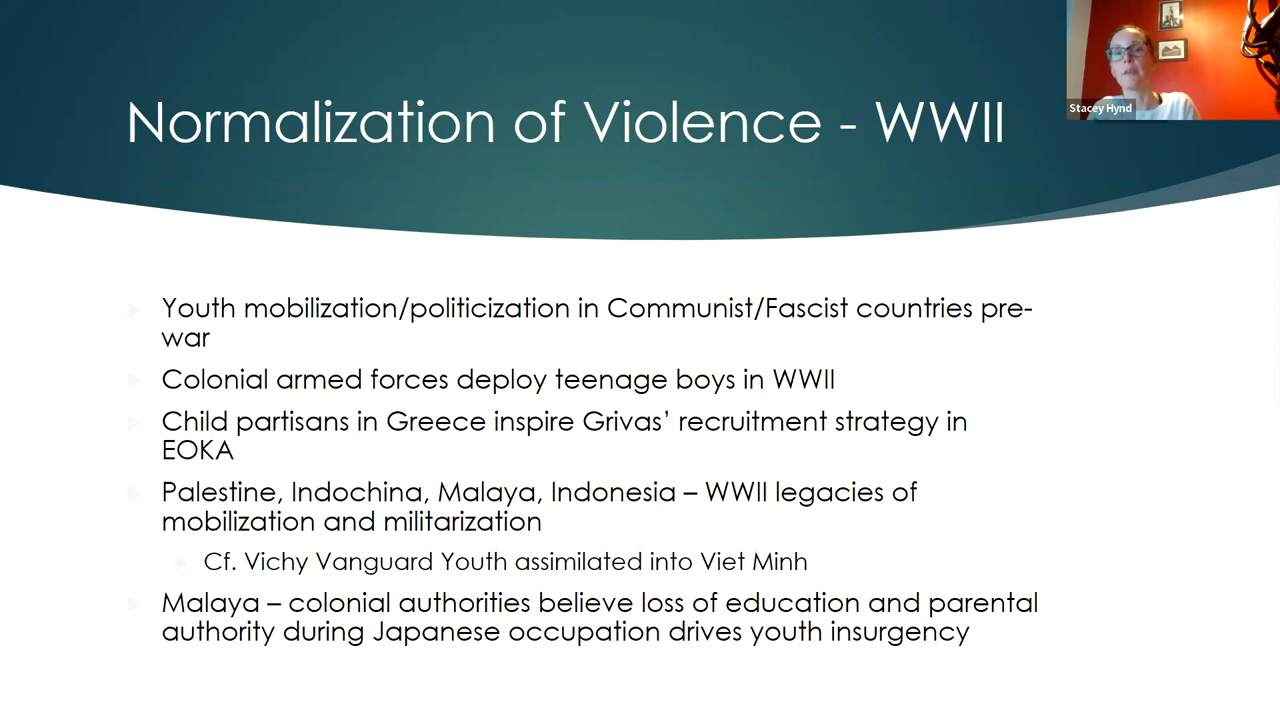 Normalization of Violence - WWII
Stacey Hynd
Youth mobilization/politicization in Communist/Fascist countries pre-
war
Colonial armed forces deploy teenage boys in WWII
Child partisans in Greece inspire Grivas’ recruitment strategy in
EOKA
Palestine, Indochina, Malaya, Indonesia – WWII legacies of
mobilization and militarization
Cf. Vichy Vanguard Youth assimilated into Viet Minh
Malaya – colonial authorities believe loss of education and parental
authority during Japanese occupation drives youth insurgency